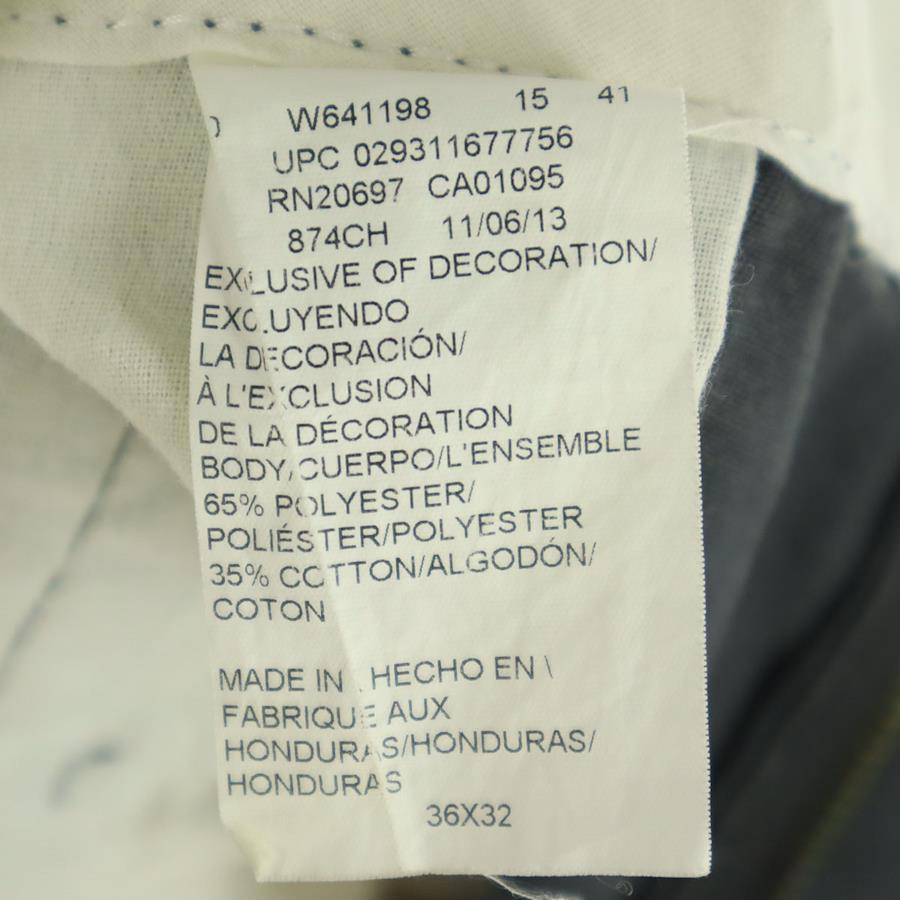 W641198 15 41
UPC 029311677756
RN20697 CA01095
874CH 11/06/13
EXCLUSIVE OF DECORATION/
EXCLUYENDO
LA DECORACIÓN/
À L'EXCLUSION
DE LA DÉCORATION
BODY/CUERPO/L'ENSEMBLE
65% POLYESTER/
POLIÉSTER/POLYESTER
35% COTTON/ALGODÓN/
COTON
MADE IN / HECHO EN \
FABRIQUE AUX
HONDURAS/HONDURAS/
HONDURAS
36X32